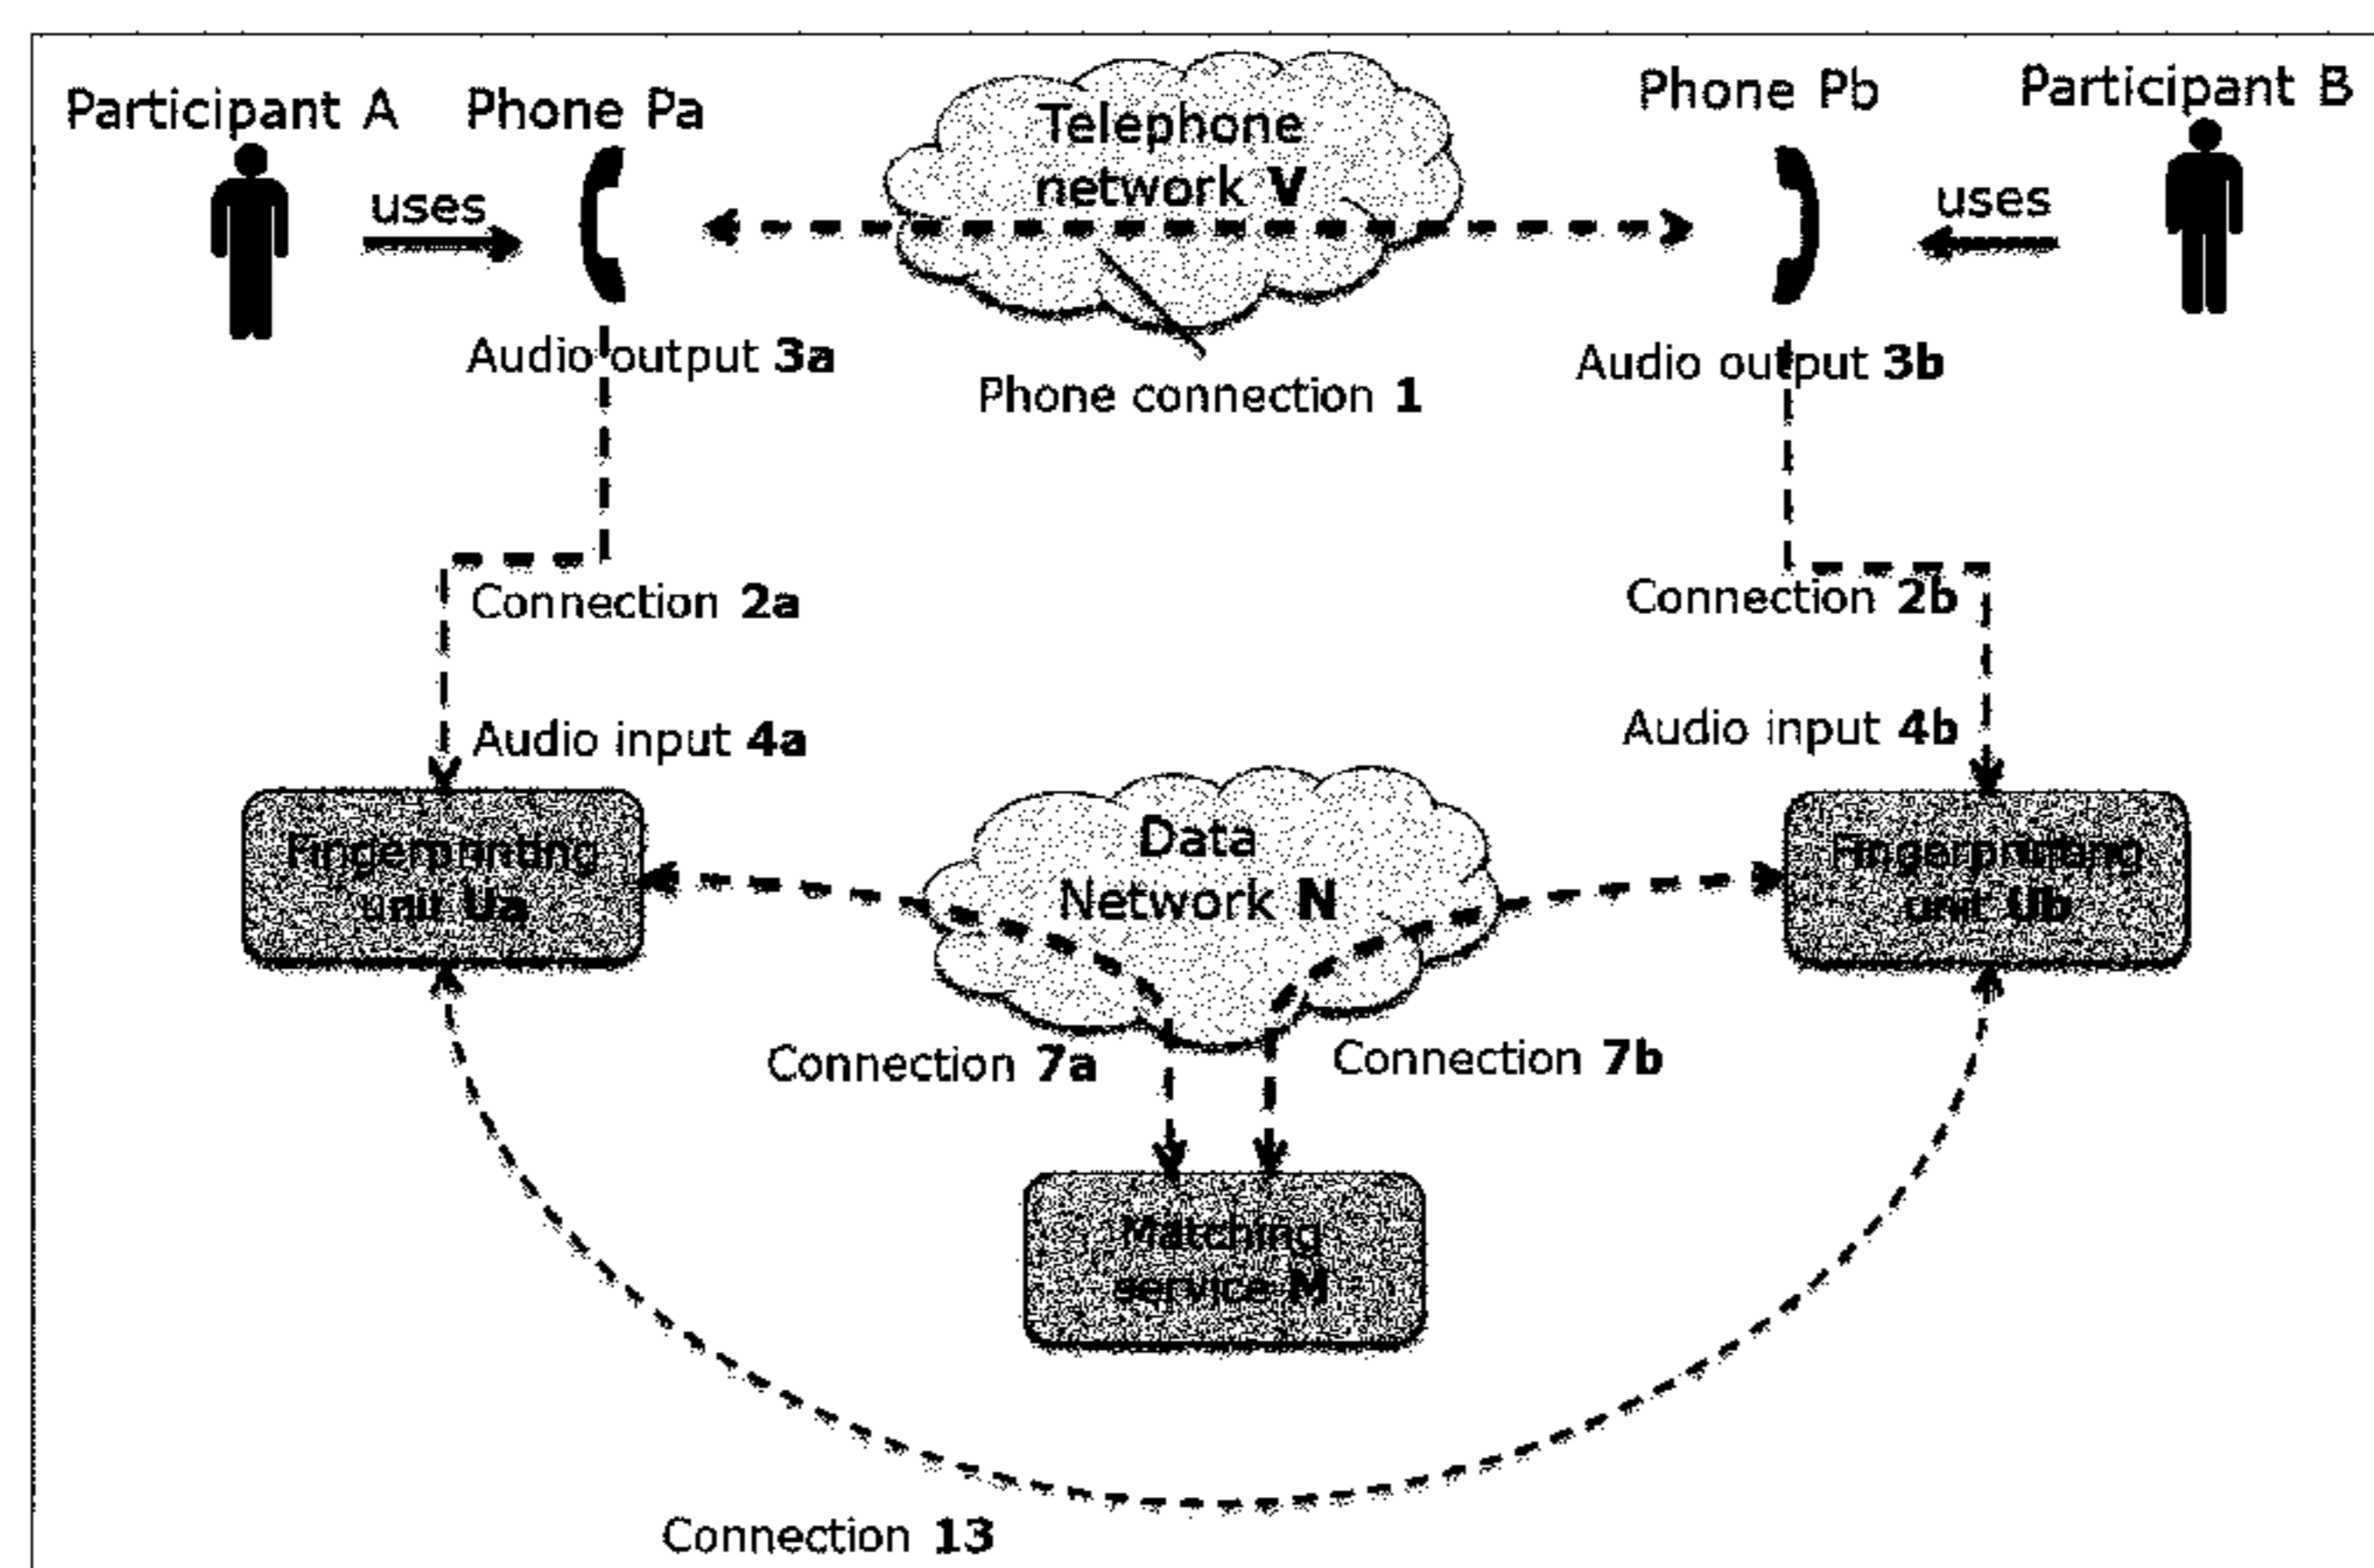 Participant A
Phone Pa
Telephone
network V
Phone Pb
Participant B
uses
uses
Audio output 3a
Phone connection 1
Audio output 3b
Connection 2a
Connection 2b
Audio input 4a
Audio input 4b
Fingerprinting
unit Ua
Data
Network N
Fingerprinting
unit Ub
Connection 7a
Connection 7b
Matching
service M
Connection 13